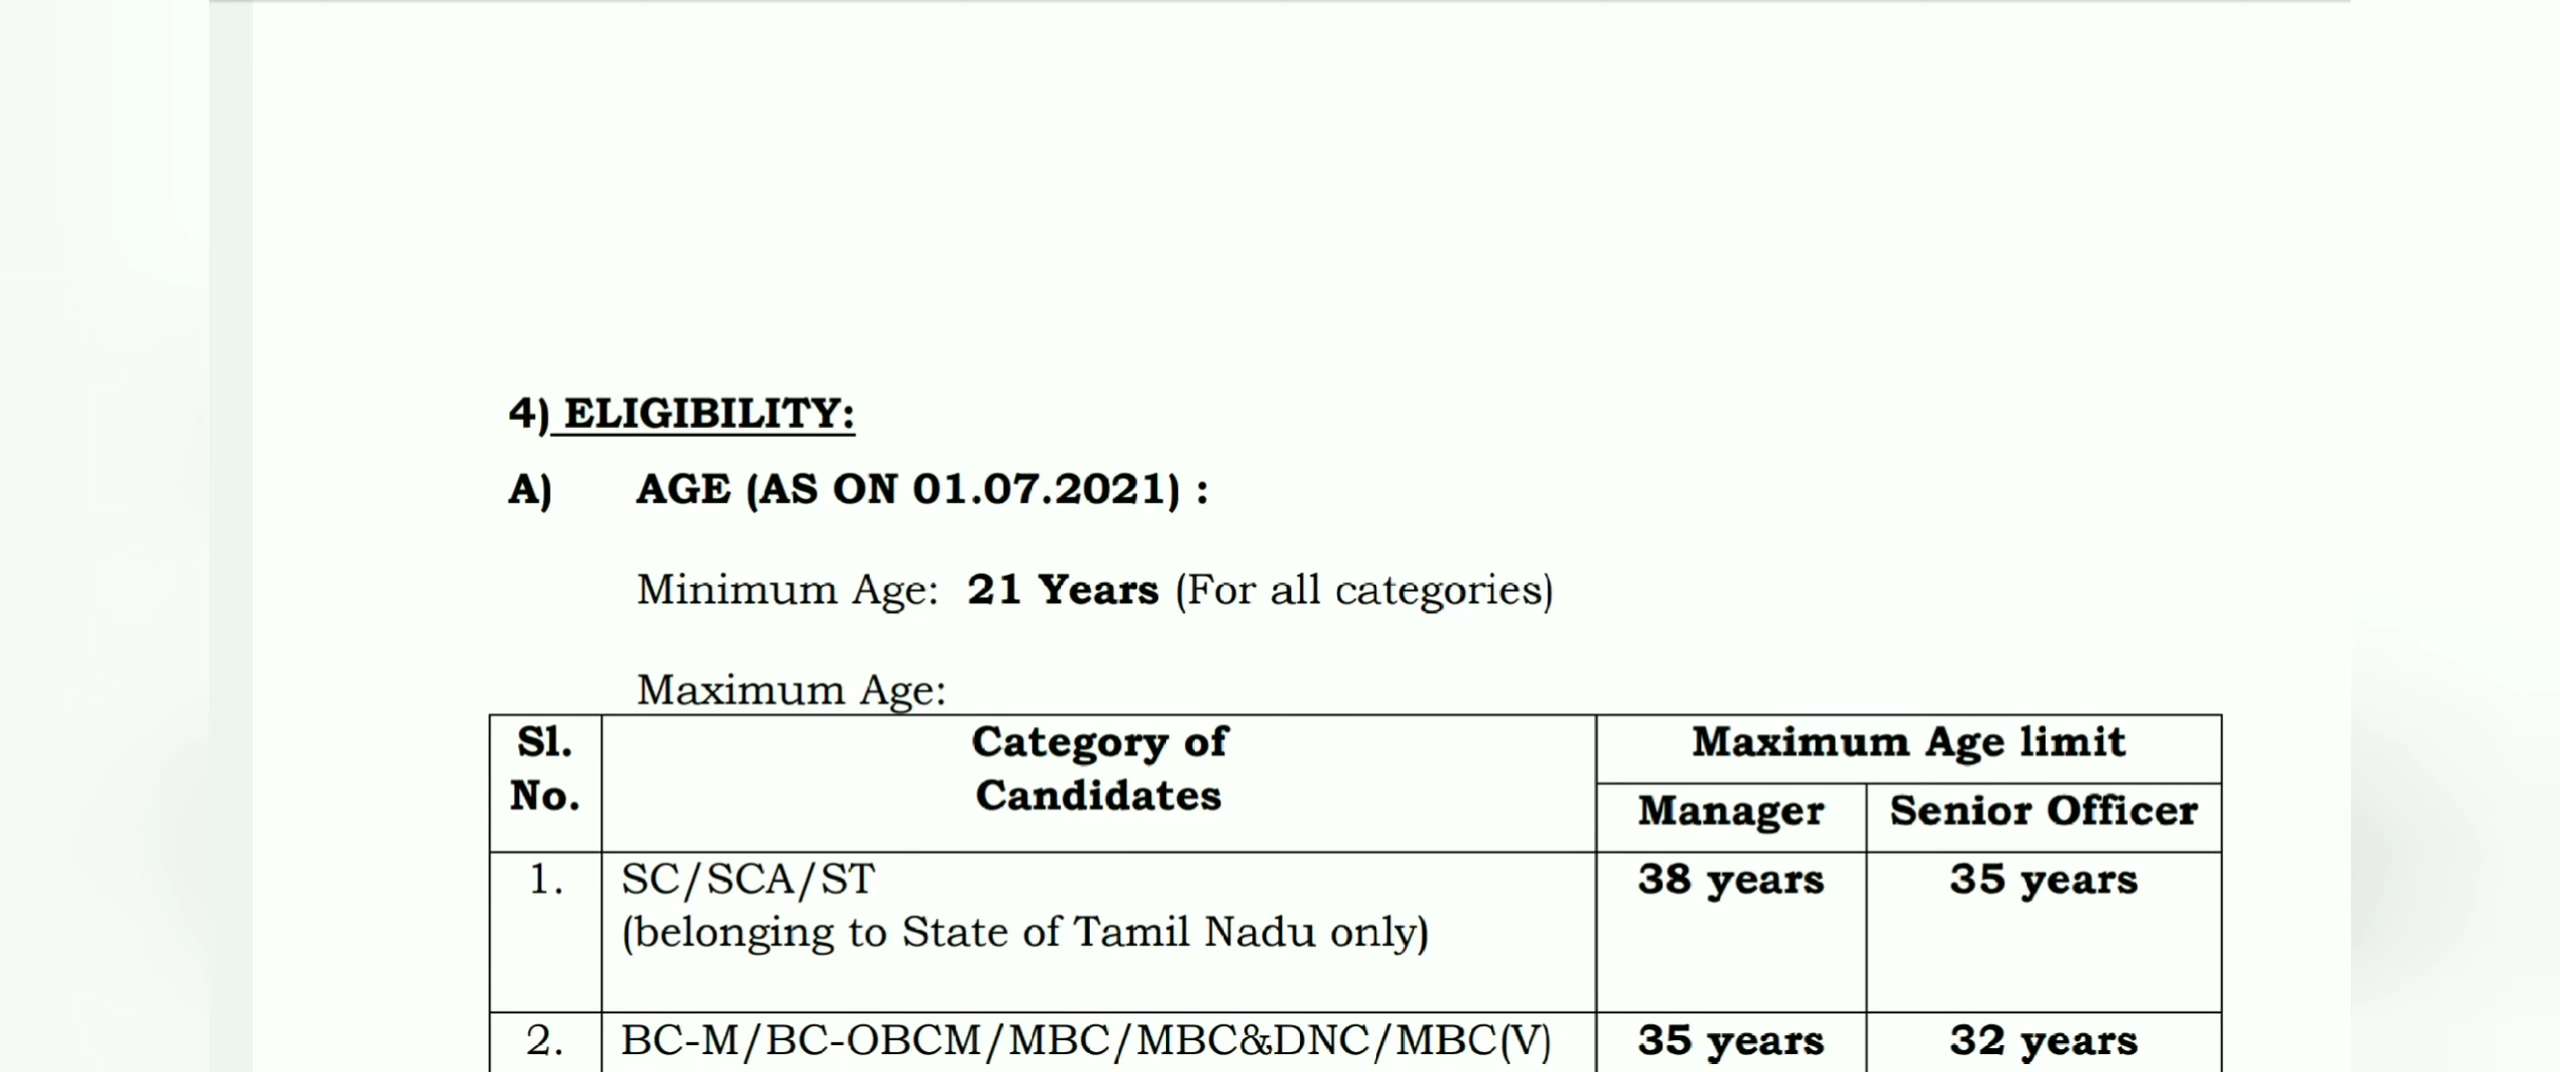 4) ELIGIBILITY:
A) AGE (AS ON 01.07.2021) :
Minimum Age: 21 Years (For all categories)
Maximum Age:
Sl. No. Category of Candidates Maximum Age limit
Manager Senior Officer
1. SC/SCA/ST 38 years 35 years
(belonging to State of Tamil Nadu only)
2. BC-M/BC-OBCM/MBC/MBC&DNC/MBC(V) 35 years 32 years